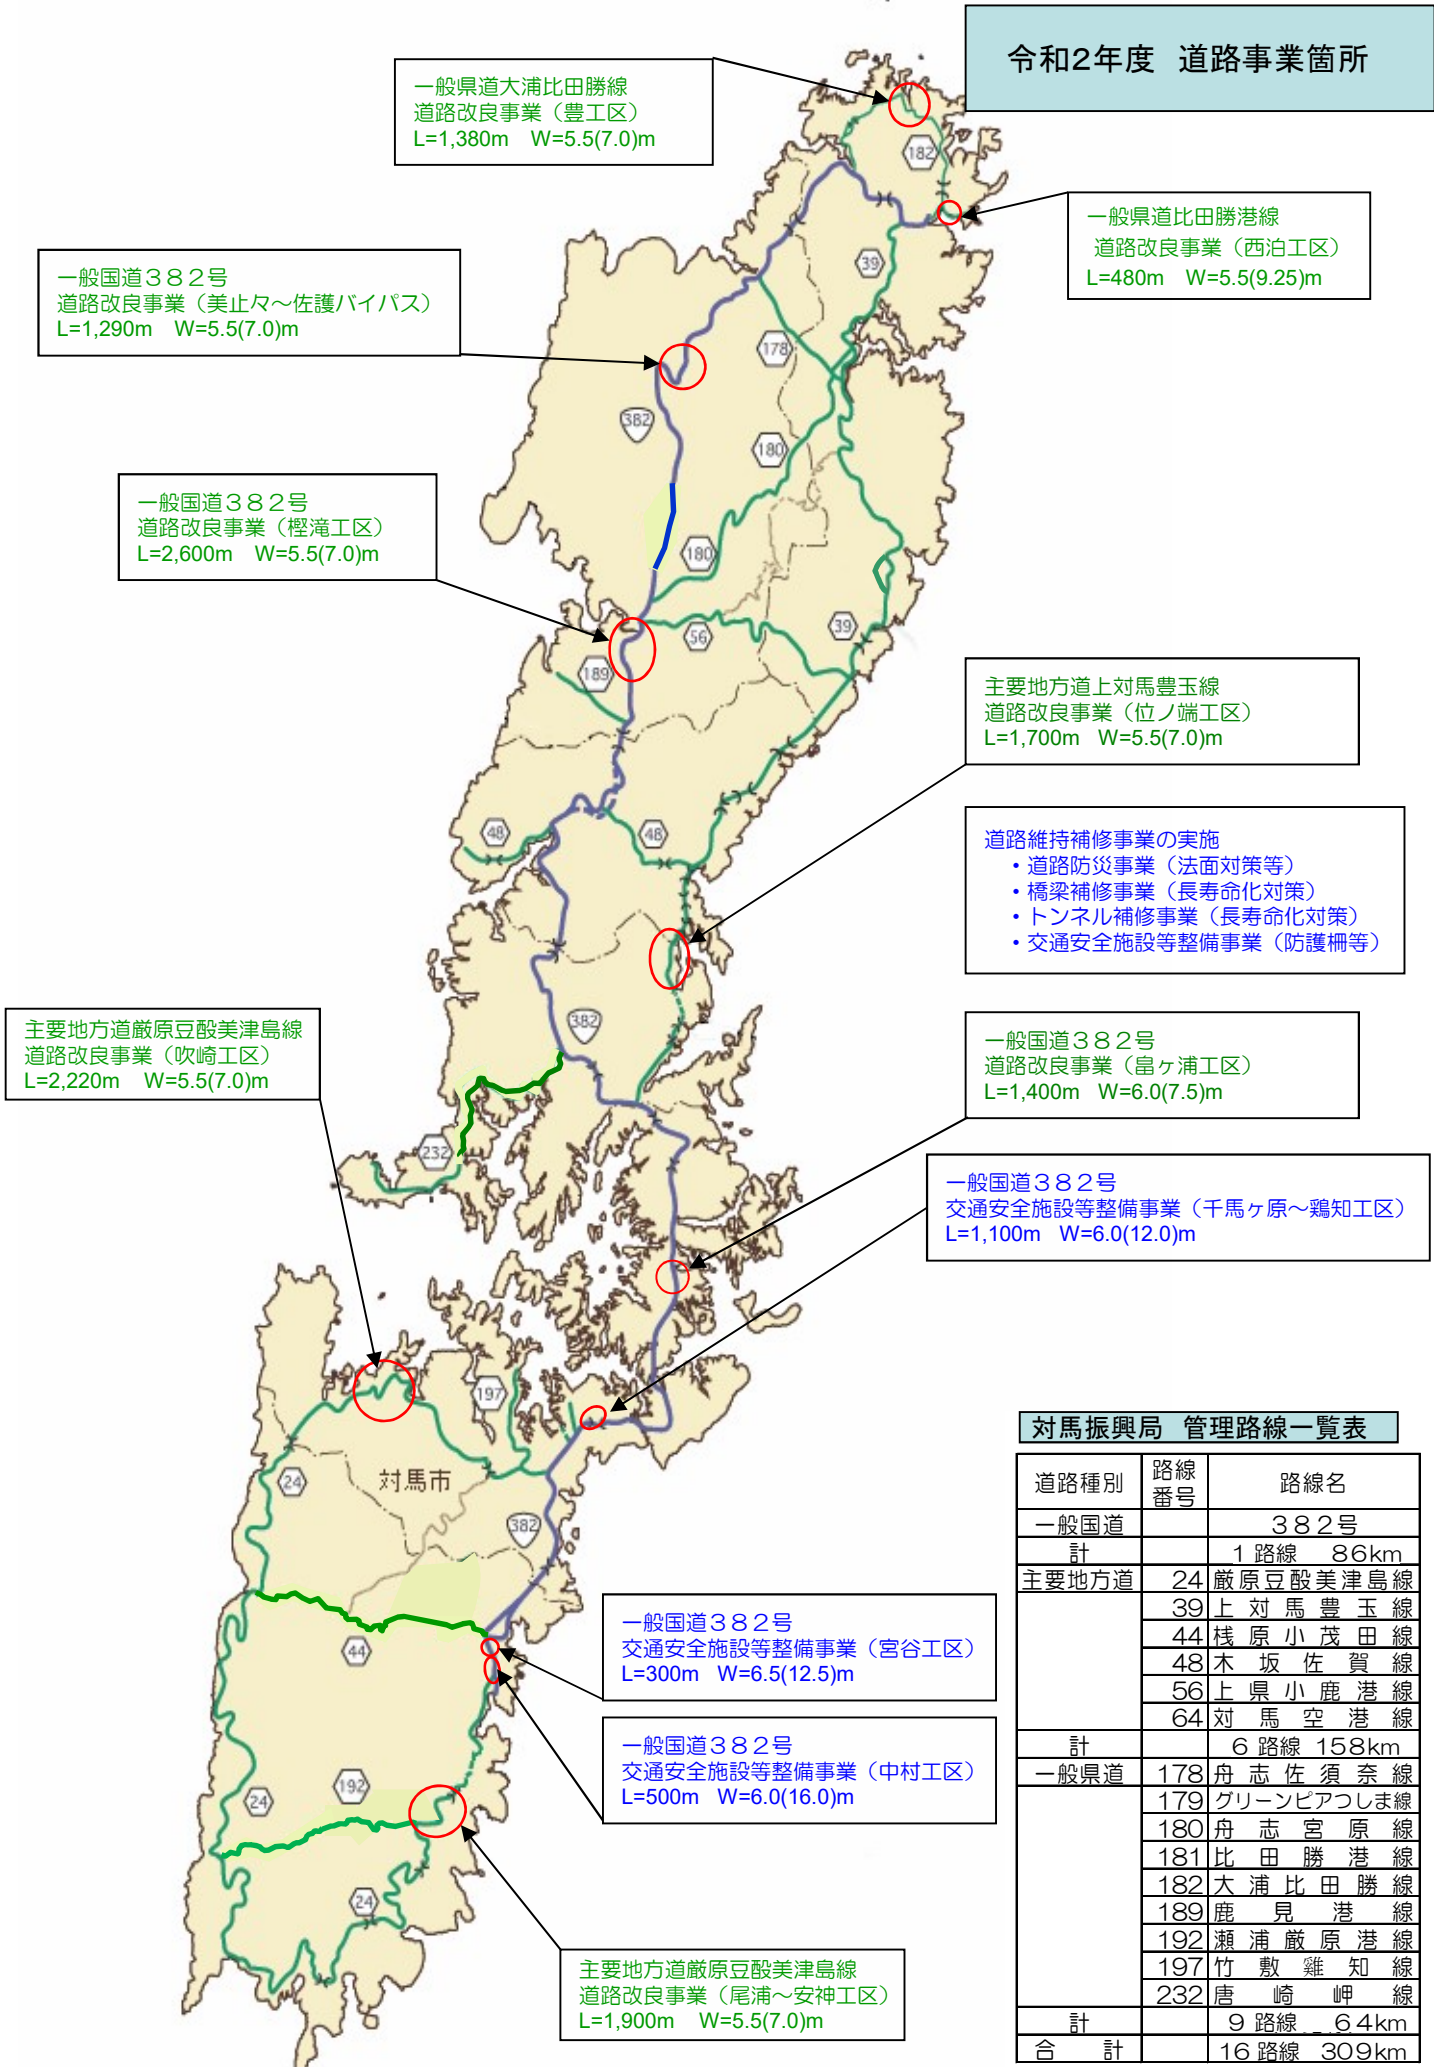 令和2年度 道路事業箇所
一般県道大浦比田勝線
道路改良事業（豊工区）
L=1,380m W=5.5(7.0)m
182
一般県道比田勝港線
道路改良事業（西泊工区）
L=480m W=5.5(9.25)m
39
一般国道３８２号
道路改良事業（美止々～佐護バイパス）
L=1,290m W=5.5(7.0)m
178
382
180
一般国道３８２号
道路改良事業（樫滝工区）
L=2,600m W=5.5(7.0)m
180
56
39
189
主要地方道上対馬豊玉線
道路改良事業（位ノ端工区）
L=1,700m W=5.5(7.0)m
48
48
道路維持補修事業の実施
・道路防災事業（法面対策等）
・橋梁補修事業（長寿命化対策）
・トンネル補修事業（長寿命化対策）
・交通安全施設等整備事業（防護柵等）
382
主要地方道厳原豆酘美津島線
道路改良事業（吹崎工区）
L=2,220m W=5.5(7.0)m
一般国道３８２号
道路改良事業（畠ヶ浦工区）
L=1,400m W=6.0(7.5)m
232
一般国道３８２号
交通安全施設等整備事業（千馬ヶ原～鶏知工区）
L=1,100m W=6.0(12.0)m
197
24
対馬市
382
一般国道３８２号
交通安全施設等整備事業（宮谷工区）
L=300m W=6.5(12.5)m
44
一般国道３８２号
交通安全施設等整備事業（中村工区）
L=500m W=6.0(16.0)m
192
24
24
主要地方道厳原豆酘美津島線
道路改良事業（尾浦～安神工区）
L=1,900m W=5.5(7.0)m
対馬振興局 管理路線一覧表
道路種別 路線番号 路線名
一般国道 ３８２号
計 １路線 86km
主要地方道 24 厳原豆酘美津島線
39 上対馬豊玉線
44 桟原小茂田線
48 木坂佐賀線
56 上県小鹿港線
64 対馬空港線
計 6 路線 158km
一般県道 178 舟志佐須奈線
179 グリーンピアつしま線
180 舟志宮原線
181 比田勝港線
182 大浦比田勝線
189 鹿見港線
192 瀬浦厳原港線
197 竹敷雞知線
232 唐崎岬線
計 9 路線 64km
合計 16 路線 309km